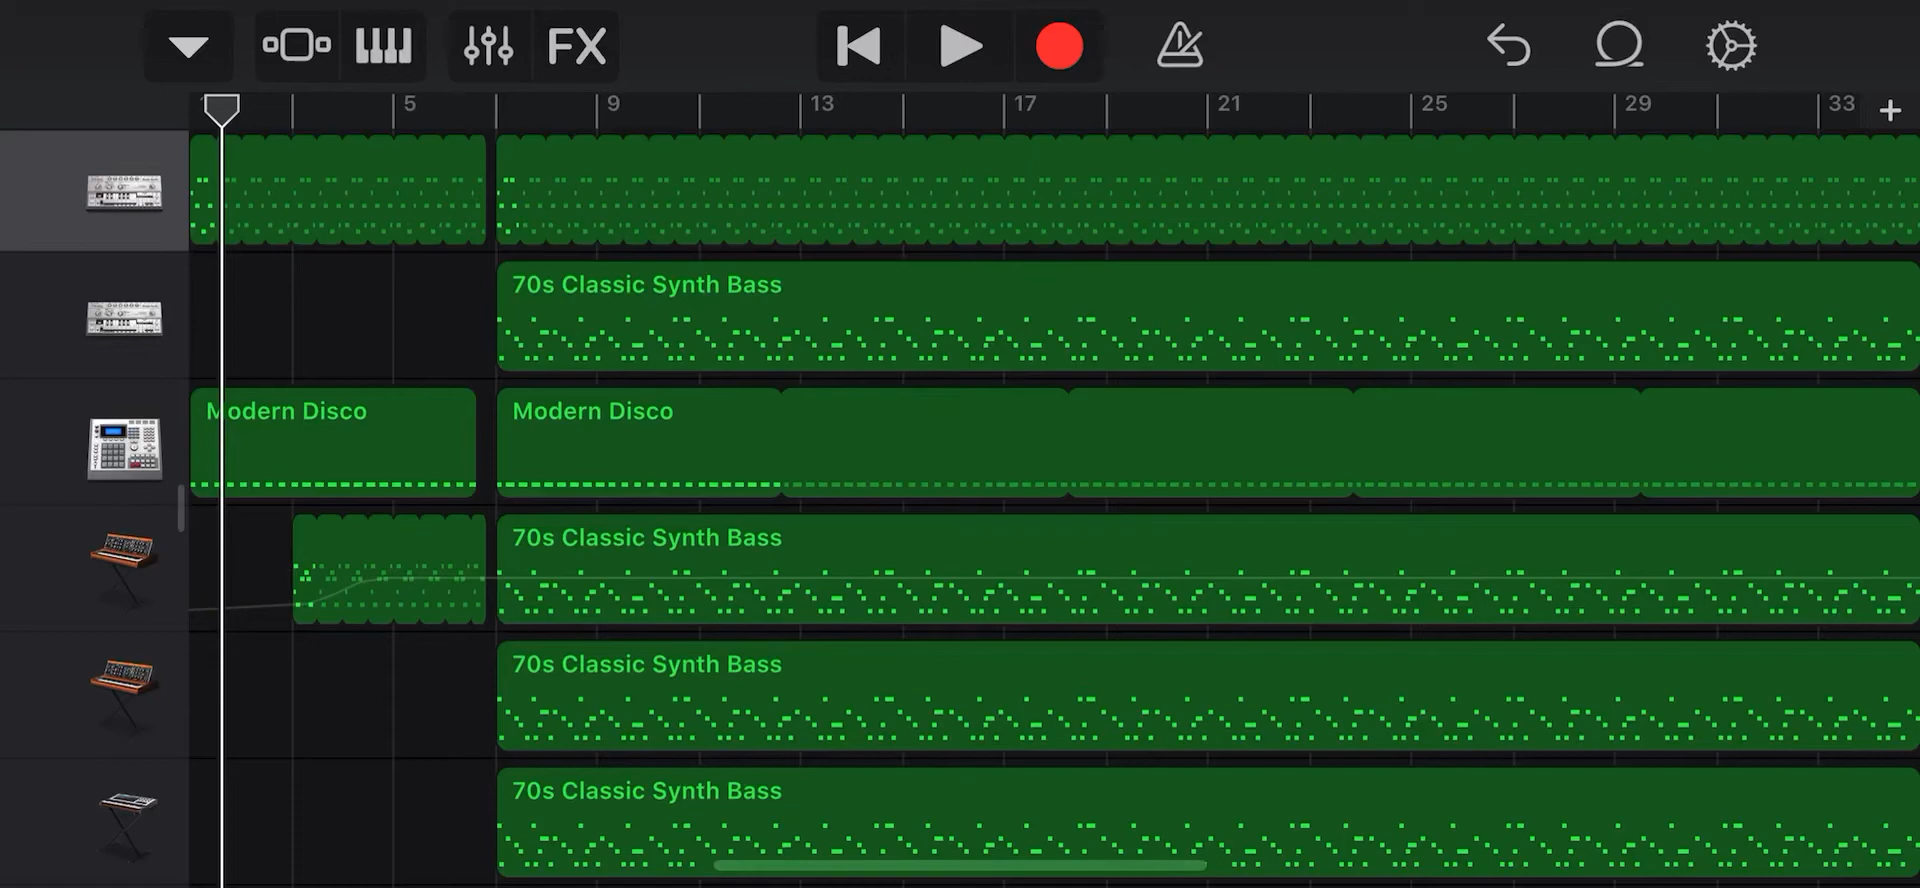 FX
5 9 13 17 21 25 29 33 +
70s Classic Synth Bass
Modern Disco
Modern Disco
70s Classic Synth Bass
70s Classic Synth Bass
70s Classic Synth Bass